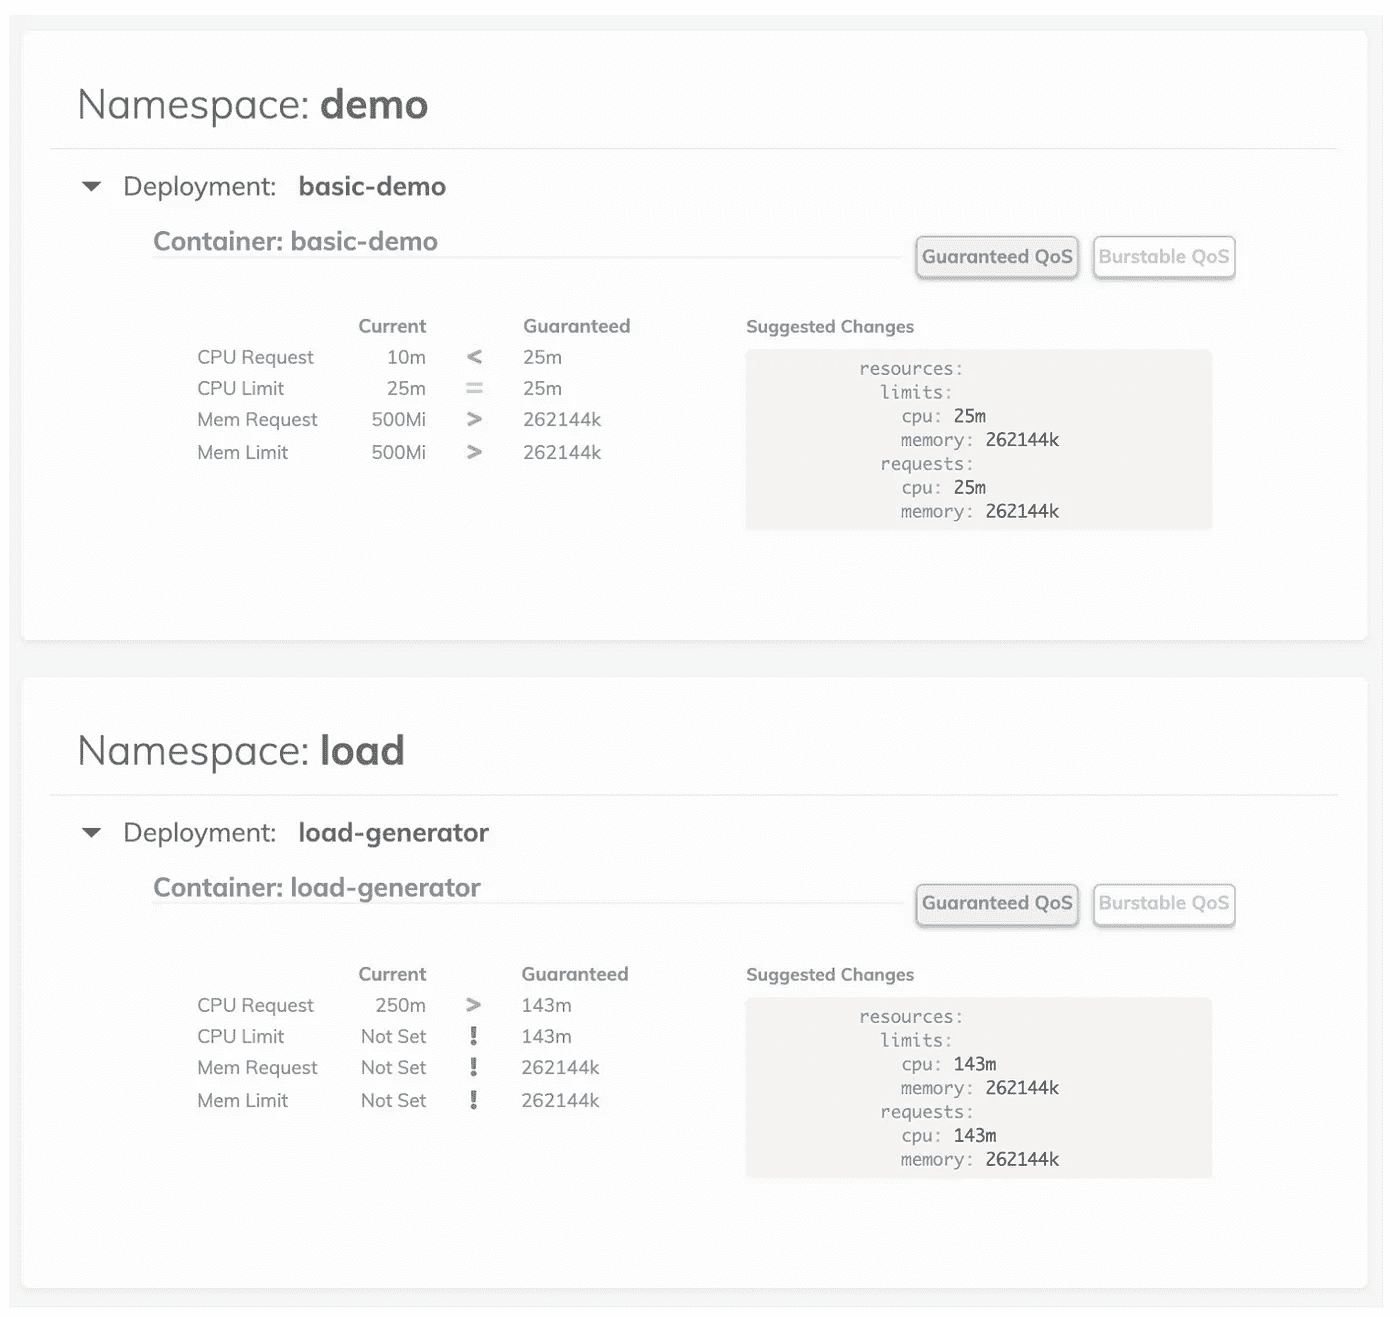 Namespace: demo
Deployment: basic-demo
Container: basic-demo
Guaranteed QoS Burstable QoS
Current Guaranteed
CPU Request 10m < 25m
CPU Limit 25m = 25m
Mem Request 500Mi > 262144k
Mem Limit 500Mi > 262144k
Suggested Changes
resources:
limits:
cpu: 25m
memory: 262144k
requests:
cpu: 25m
memory: 262144k
Namespace: load
Deployment: load-generator
Container: load-generator
Guaranteed QoS Burstable QoS
Current Guaranteed
CPU Request 250m > 143m
CPU Limit Not Set ! 143m
Mem Request Not Set ! 262144k
Mem Limit Not Set ! 262144k
Suggested Changes
resources:
limits:
cpu: 143m
memory: 262144k
requests:
cpu: 143m
memory: 262144k